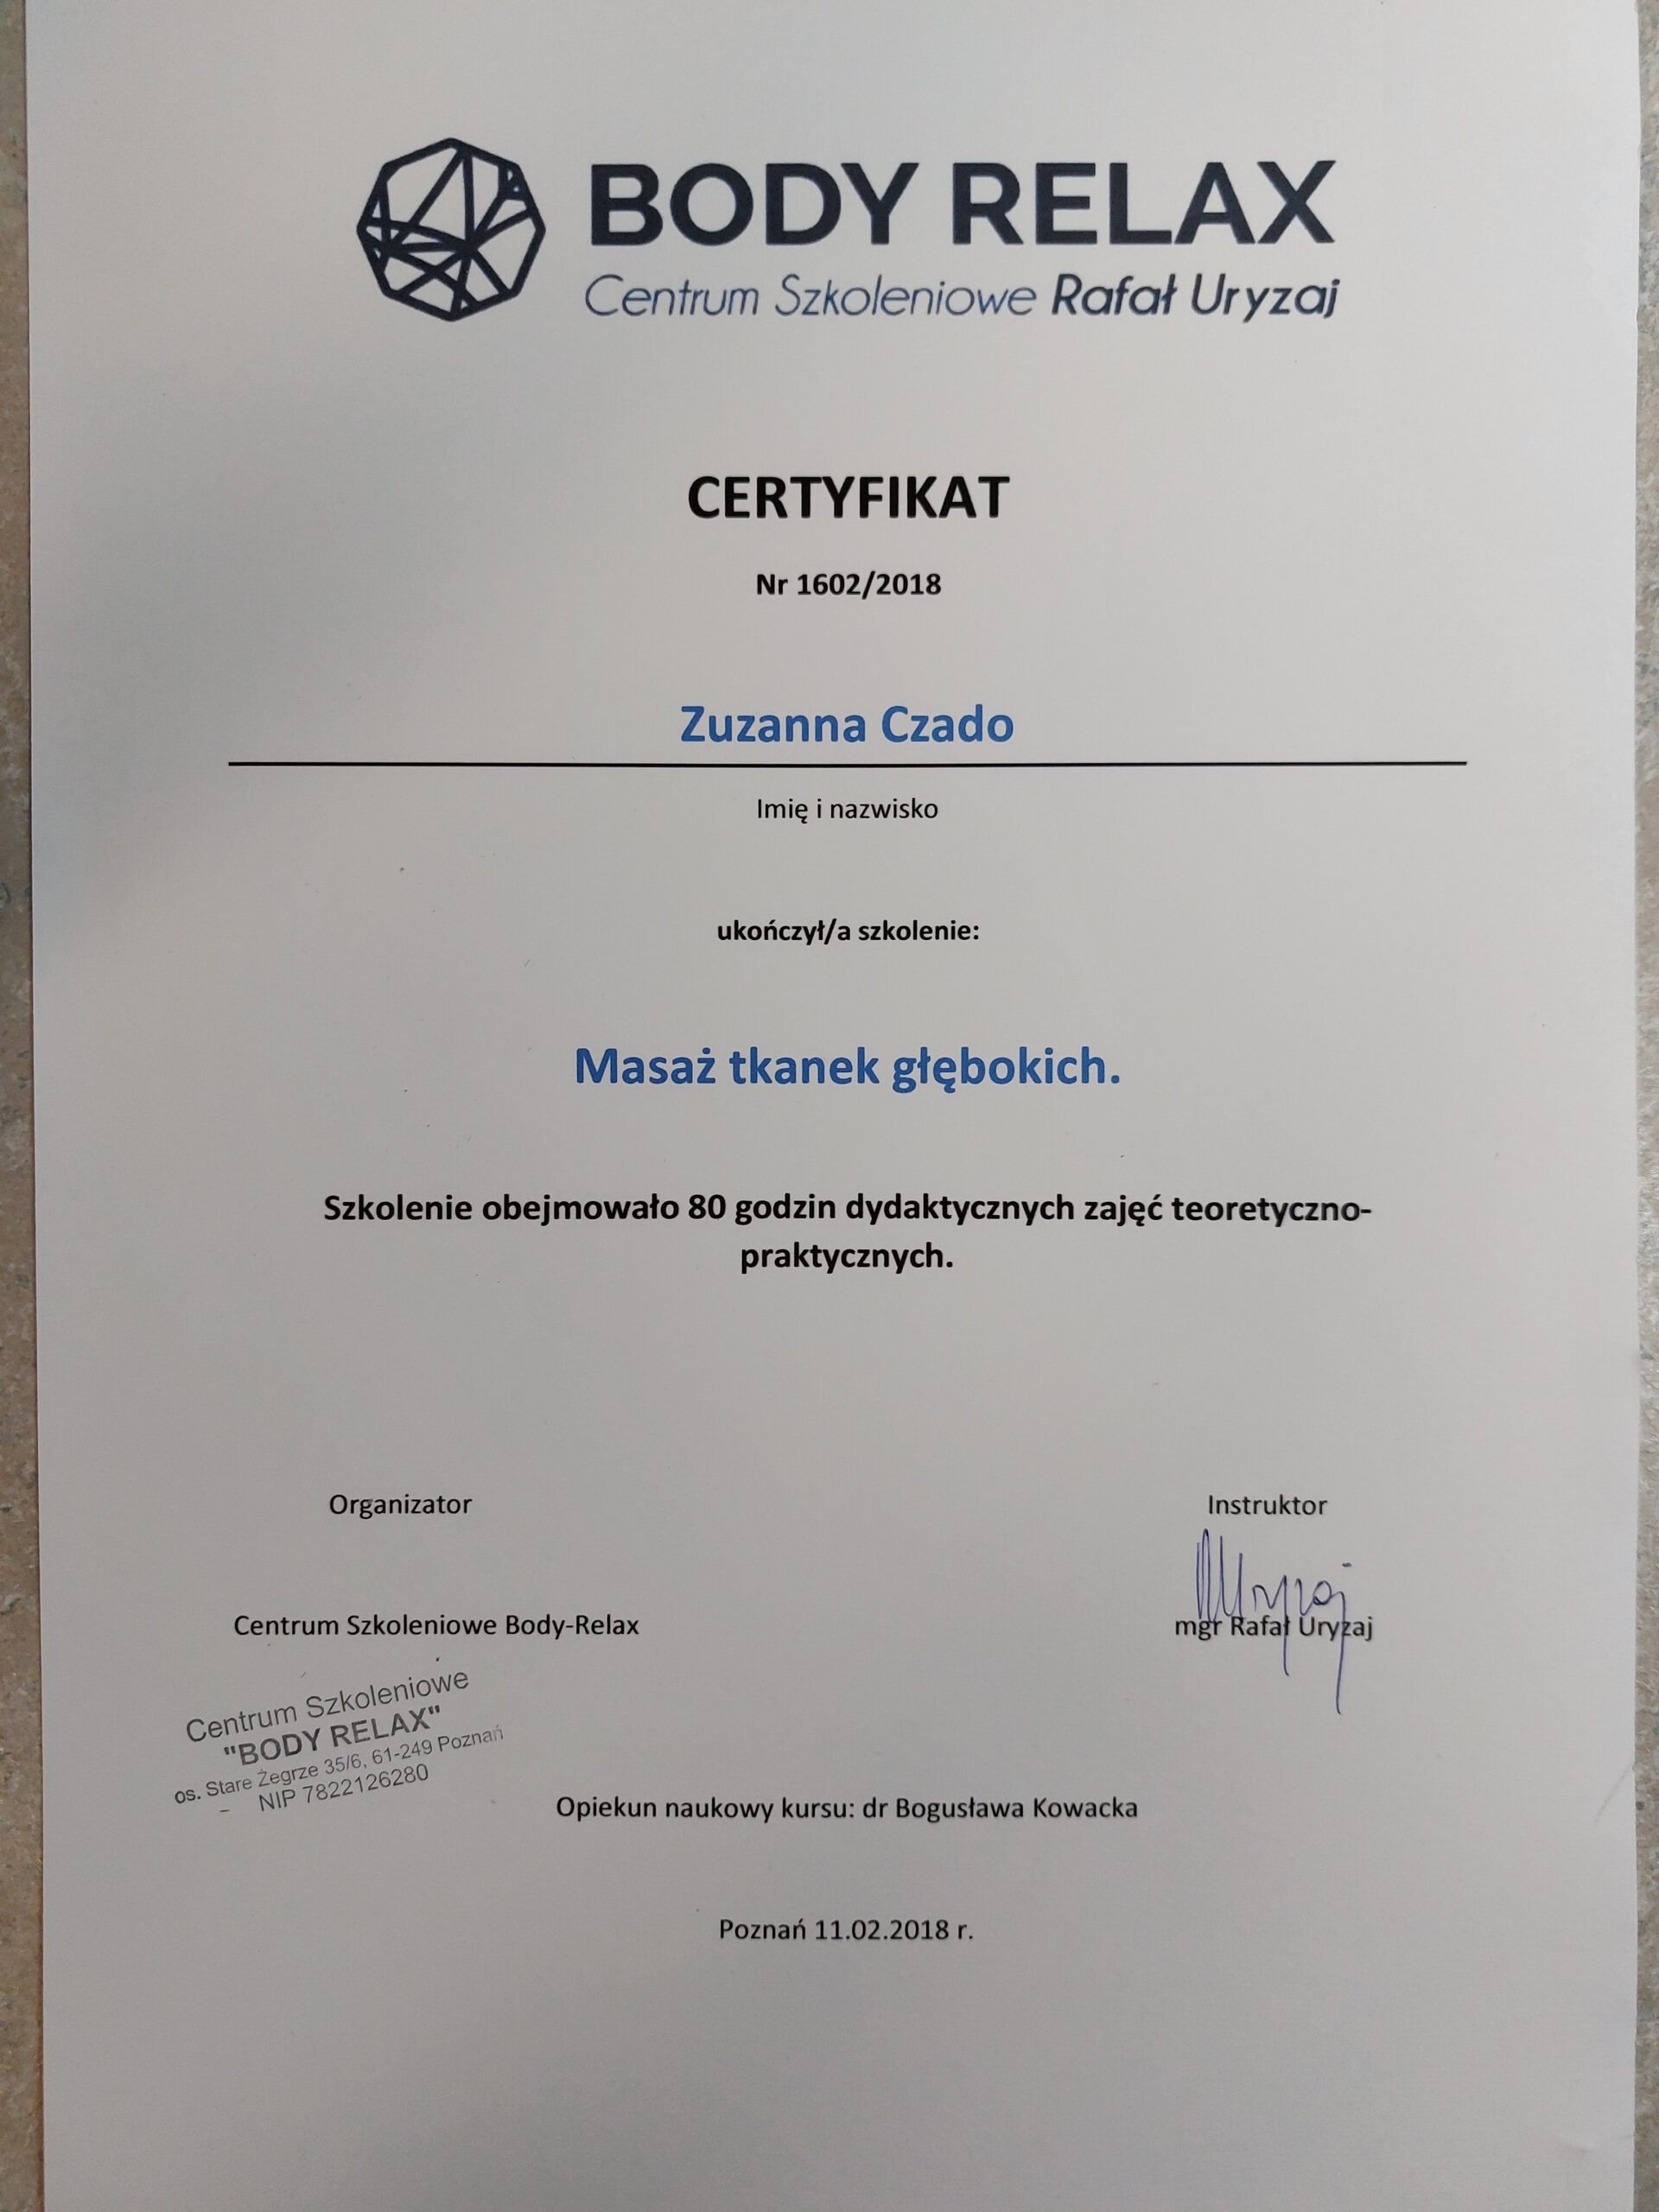 BODY RELAX
Centrum Szkoleniowe Rafał Uryzaj
CERTYFIKAT
Nr 1602/2018
Zuzanna Czado
Imię i nazwisko
ukończył/a szkolenie:
Masaż tkanek głębokich.
Szkolenie obejmowało 80 godzin dydaktycznych zajęć teoretyczno-
praktycznych.
Organizator
Instruktor
Uryzaj
Centrum Szkoleniowe Body-Relax
mgr Rafał Uryzaj
Centrum Szkoleniowe
"BODY RELAX"
os. Stare Żegrze 35/6, 61-249 Poznań
NIP 7822126280
Opiekun naukowy kursu: dr Bogusława Kowacka
Poznań 11.02.2018 r.